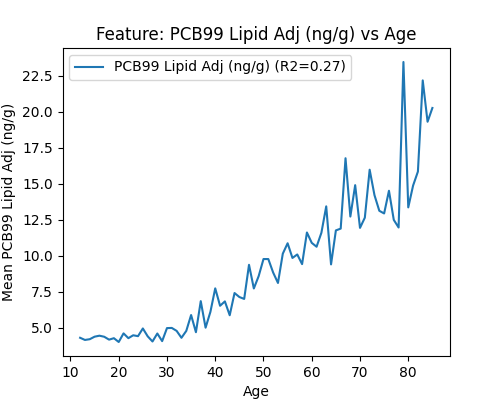 Feature: PCB99 Lipid Adj (ng/g) vs Age
PCB99 Lipid Adj (ng/g) (R2=0.27)
Mean PCB99 Lipid Adj (ng/g)
22.5
20.0
17.5
15.0
12.5
10.0
7.5
5.0
10 20 30 40 50 60 70 80
Age